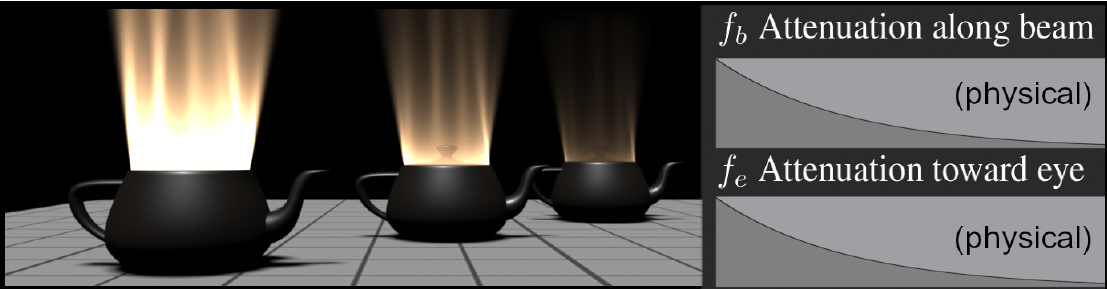 f_b Attenuation along beam
(physical)
f_e Attenuation toward eye
(physical)